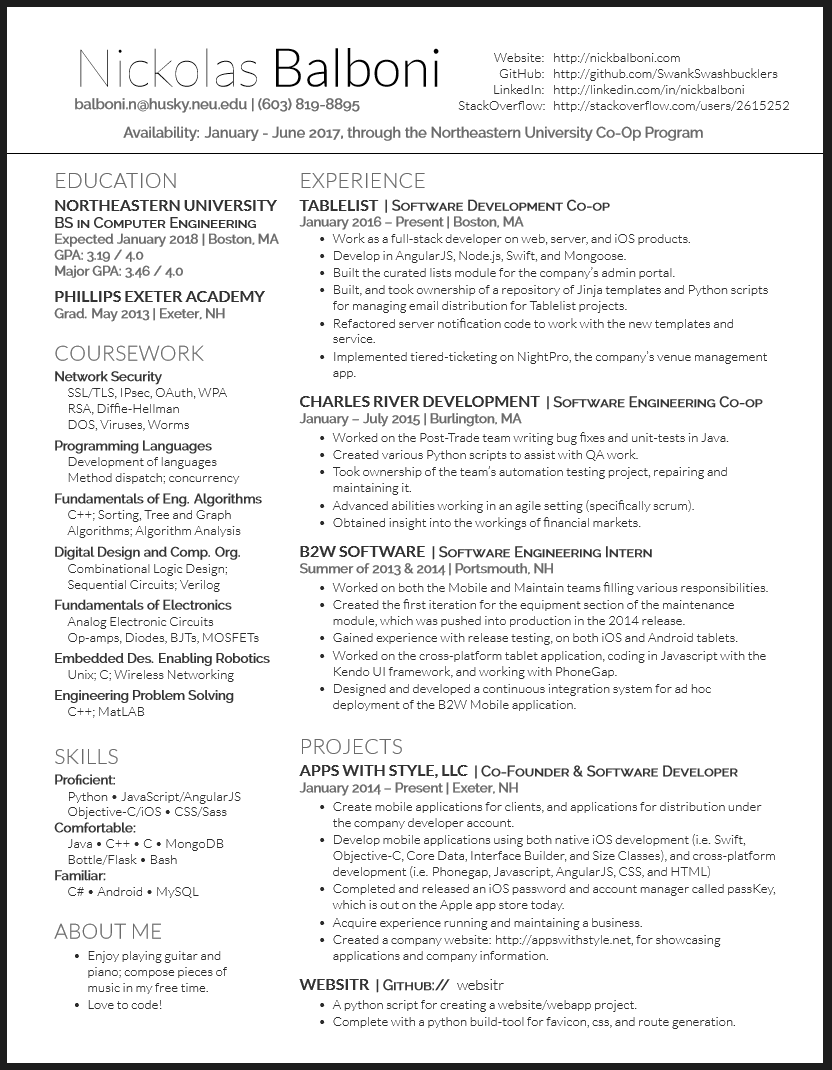 Nickolas Balboni
balboni.n@husky.neu.edu | (603) 819-8895
Website: http://nickbalboni.com
GitHub: http://github.com/SwankSwashbucklers
LinkedIn: http://linkedin.com/in/nickbalboni
StackOverflow: http://stackoverflow.com/users/2615252
Availability: January - June 2017, through the Northeastern University Co-Op Program
EDUCATION
NORTHEASTERN UNIVERSITY
BS in Computer Engineering
Expected January 2018 | Boston, MA
GPA: 3.19 / 4.0
Major GPA: 3.46 / 4.0
PHILLIPS EXETER ACADEMY
Grad. May 2013 | Exeter, NH
COURSEWORK
Network Security
SSL/TLS, IPsec, OAuth, WPA
RSA, Diffie-Hellman
DOS, Viruses, Worms
Programming Languages
Development of languages
Method dispatch; concurrency
Fundamentals of Eng. Algorithms
C++; Sorting, Tree and Graph
Algorithms; Algorithm Analysis
Digital Design and Comp. Org.
Combinational Logic Design;
Sequential Circuits; Verilog
Fundamentals of Electronics
Analog Electronic Circuits
Op-amps, Diodes, BJTs, MOSFETs
Embedded Des. Enabling Robotics
Unix; C; Wireless Networking
Engineering Problem Solving
C++; MatLAB
SKILLS
Proficient:
Python • JavaScript/AngularJS
Objective-C/iOS • CSS/Sass
Comfortable:
Java • C++ • C • MongoDB
Bottle/Flask • Bash
Familiar:
C# • Android • MySQL
ABOUT ME
• Enjoy playing guitar and
piano; compose pieces of
music in my free time.
• Love to code!
EXPERIENCE
TABLELIST | Software Development Co-op
January 2016 – Present | Boston, MA
• Work as a full-stack developer on web, server, and iOS products.
• Develop in AngularJS, Node.js, Swift, and Mongoose.
• Built the curated lists module for the company's admin portal.
• Built, and took ownership of a repository of Jinja templates and Python scripts
for managing email distribution for Tablelist projects.
• Refactored server notification code to work with the new templates and
service.
• Implemented tiered-ticketing on NightPro, the company's venue management
app.
CHARLES RIVER DEVELOPMENT | Software Engineering Co-op
January – July 2015 | Burlington, MA
• Worked on the Post-Trade team writing bug fixes and unit-tests in Java.
• Created various Python scripts to assist with QA work.
• Took ownership of the team's automation testing project, repairing and
maintaining it.
• Advanced abilities working in an agile setting (specifically scrum).
• Obtained insight into the workings of financial markets.
B2W SOFTWARE | Software Engineering Intern
Summer of 2013 & 2014 | Portsmouth, NH
• Worked on both the Mobile and Maintain teams filling various responsibilities.
• Created the first iteration for the equipment section of the maintenance
module, which was pushed into production in the 2014 release.
• Gained experience with release testing, on both iOS and Android tablets.
• Worked on the cross-platform tablet application, coding in Javascript with the
Kendo UI framework, and working with PhoneGap.
• Designed and developed a continuous integration system for ad hoc
deployment of the B2W Mobile application.
PROJECTS
APPS WITH STYLE, LLC | Co-Founder & Software Developer
January 2014 – Present | Exeter, NH
• Create mobile applications for clients, and applications for distribution under
the company developer account.
• Develop mobile applications using both native iOS development (i.e. Swift,
Objective-C, Core Data, Interface Builder, and Size Classes), and cross-platform
development (i.e. Phonegap, Javascript, AngularJS, CSS, and HTML)
• Completed and released an iOS password and account manager called passKey,
which is out on the Apple app store today.
• Acquire experience running and maintaining a business.
• Created a company website: http://appswithstyle.net, for showcasing
applications and company information.
WEBSITR | Github:// websitr
• A python script for creating a website/webapp project.
• Complete with a python build-tool for favicon, css, and route generation.